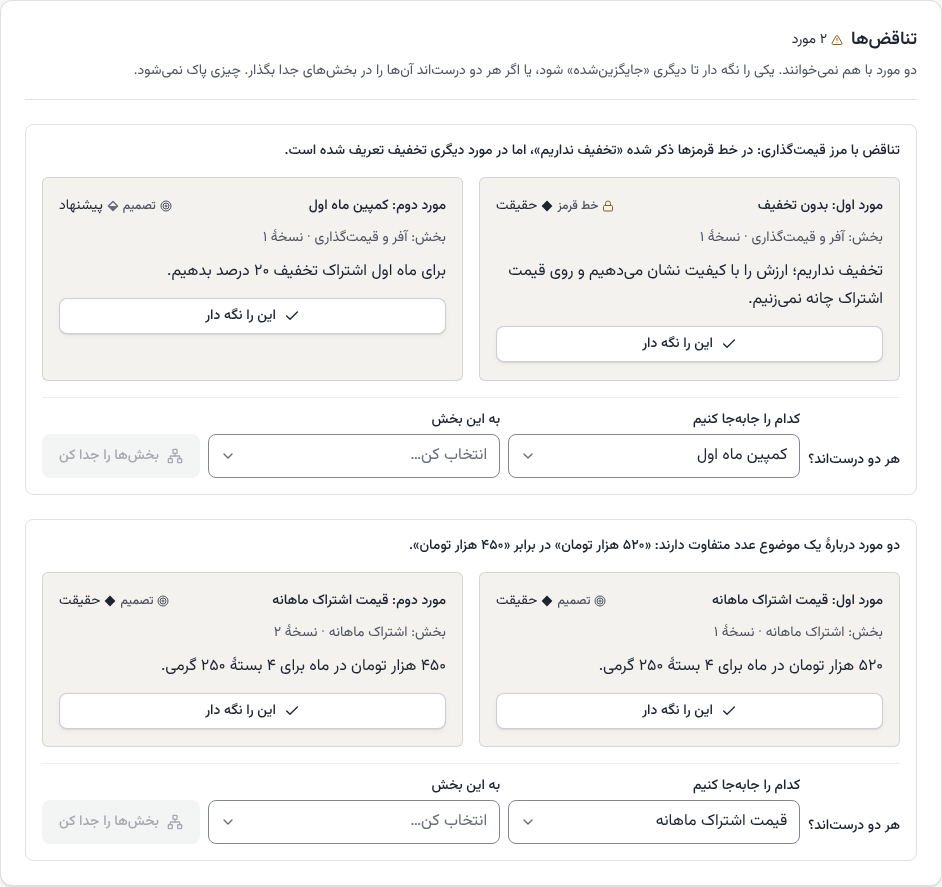 تناقض‌ها ۲ مورد
دو مورد با هم نمی‌خوانند. یکی را نگه دار تا دیگری «جایگزین‌شده» شود، یا اگر هر دو درست‌اند آن‌ها را در بخش‌های جدا بگذار. چیزی پاک نمی‌شود.
تناقض با مرز قیمت‌گذاری: در خط قرمزها ذکر شده «تخفیف نداریم»، اما در مورد دیگری تخفیف تعریف شده است.
مورد اول: بدون تخفیف
خط قرمز
حقیقت
بخش: آفر و قیمت‌گذاری · نسخهٔ ۱
تخفیف نداریم؛ ارزش را با کیفیت نشان می‌دهیم و روی قیمت
اشتراک چانه نمی‌زنیم.
این را نگه دار
مورد دوم: کمپین ماه اول
تصمیم
پیشنهاد
بخش: آفر و قیمت‌گذاری · نسخهٔ ۱
برای ماه اول اشتراک تخفیف ۲۰ درصد بدهیم.
این را نگه دار
هر دو درست‌اند؟
کدام را جابه‌جا کنیم
کمپین ماه اول
به این بخش
انتخاب کن...
بخش‌ها را جدا کن
دو مورد دربارهٔ یک موضوع عدد متفاوت دارند: «۵۲۰ هزار تومان» در برابر «۴۵۰ هزار تومان».
مورد اول: قیمت اشتراک ماهانه
تصمیم
حقیقت
بخش: اشتراک ماهانه · نسخهٔ ۱
۵۲۰ هزار تومان در ماه برای ۴ بستهٔ ۲۵۰ گرمی.
این را نگه دار
مورد دوم: قیمت اشتراک ماهانه
تصمیم
حقیقت
بخش: اشتراک ماهانه · نسخهٔ ۲
۴۵۰ هزار تومان در ماه برای ۴ بستهٔ ۲۵۰ گرمی.
این را نگه دار
هر دو درست‌اند؟
کدام را جابه‌جا کنیم
قیمت اشتراک ماهانه
به این بخش
انتخاب کن...
بخش‌ها را جدا کن